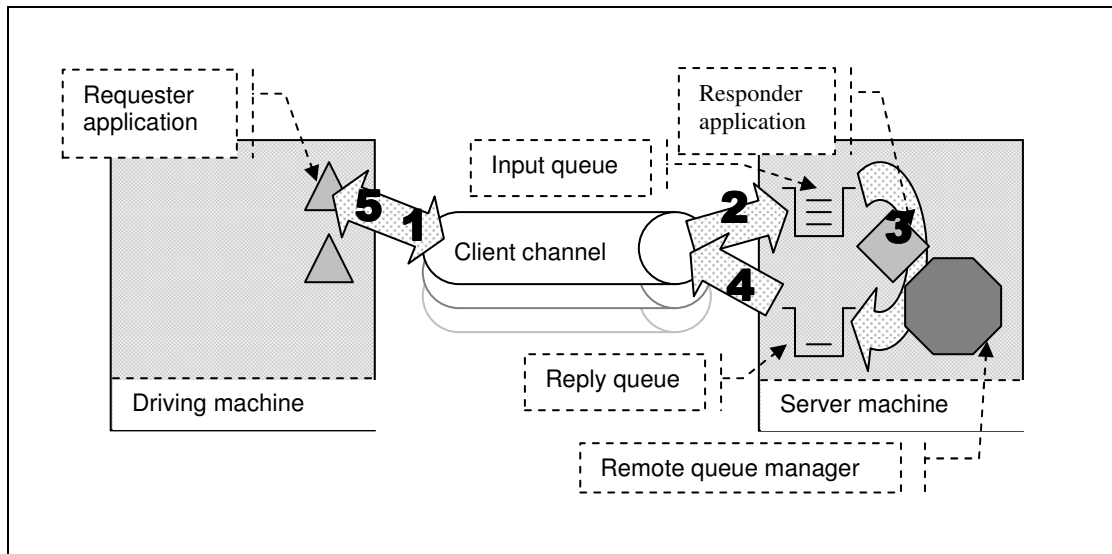 Requester
application
Responder
application
Input queue
5
1
2
3
Client channel
4
Reply queue
Driving machine
Server machine
Remote queue manager